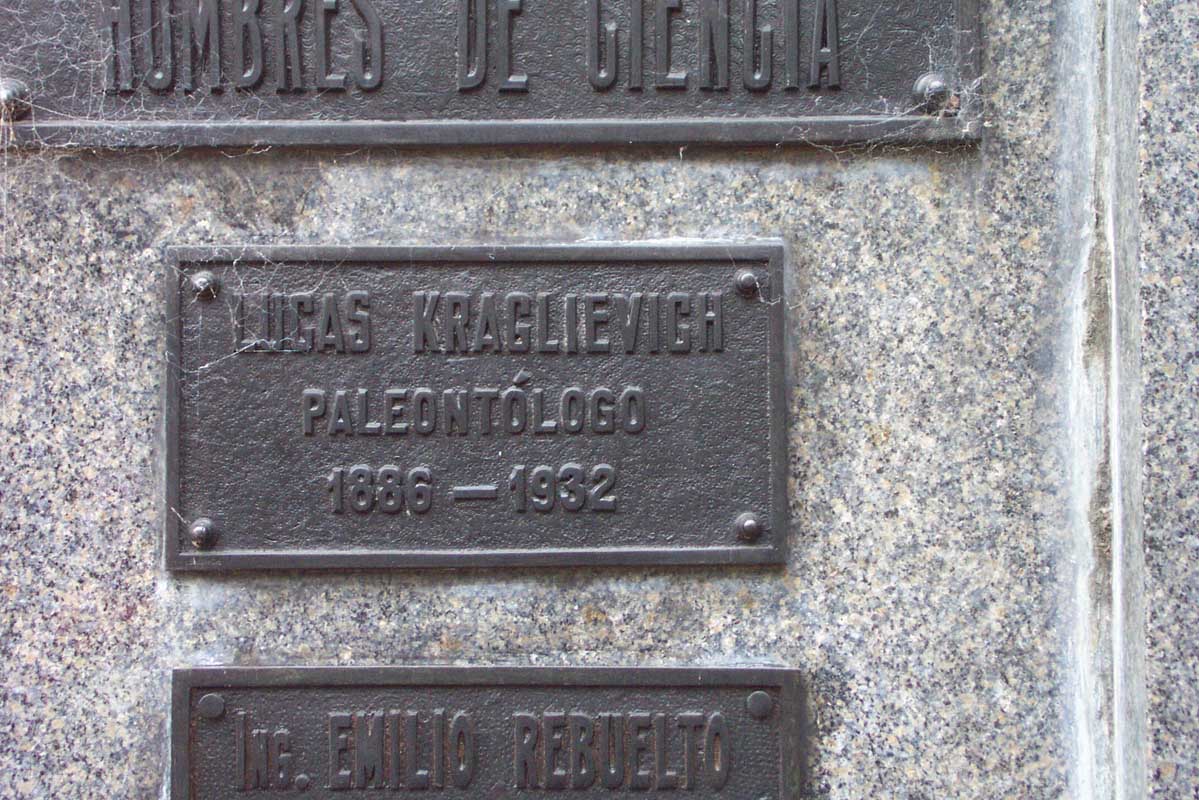 HOMBRES DE CIENCIA
LUCAS KRAGLIEVICH
PALEONTÓLOGO
1886 — 1932
ING. EMILIO REBUELTO